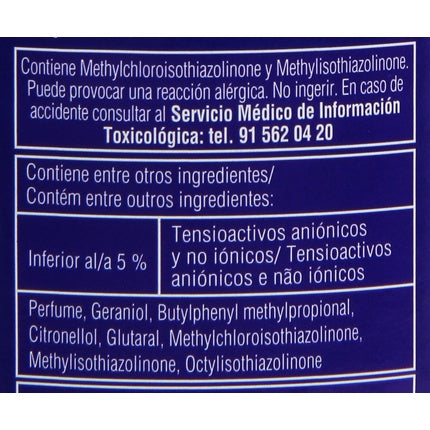 Contiene Methylchloroisothiazolinone y Methylisothiazolinone.
Puede provocar una reacción alérgica. No ingerir. En caso de
accidente consultar al Servicio Médico de Información
Toxicológica: tel. 91 562 04 20
Contiene entre otros ingredientes/
Contém entre outros ingredientes:
Inferior al/a 5 %
Tensioactivos aniónicos
y no iónicos/ Tensioactivos
aniónicos e não iónicos
Perfume, Geraniol, Butylphenyl methylpropional,
Citronellol, Glutaral, Methylchloroisothiazolinone,
Methylisothiazolinone, Octylisothiazolinone